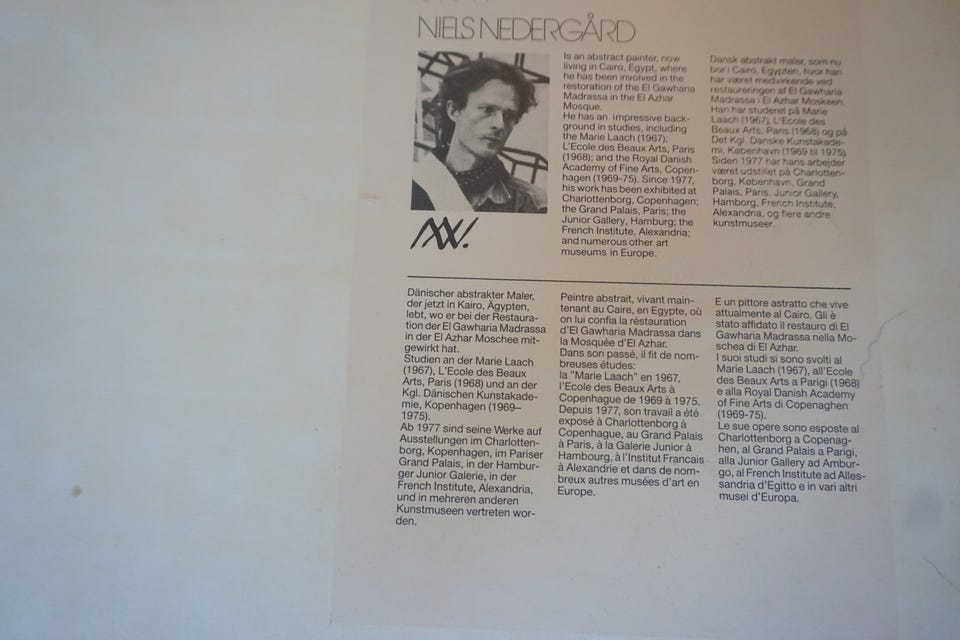 NIELS NEDERGÅRD
Is an abstract painter, now
living in Cairo, Egypt, where
he has been involved in the
restoration of the El Gawharia
Madrassa in the El Azhar
Mosque.
He has an impressive back-
ground in studies, including
the Marie Laach (1967);
L'Ecole des Beaux Arts, Paris
(1968); and the Royal Danish
Academy of Fine Arts, Copen-
hagen (1969-75). Since 1977,
his work has been exhibited at
Charlottenborg, Copenhagen;
the Grand Palais, Paris; the
Junior Gallery, Hamburg; the
French Institute, Alexandria;
and numerous other art
museums in Europe.
Dansk abstrakt maler, som nu
bor i Cairo, Egypten, hvor han
har været medvirkende ved
restaureringen af El Gawharia
Madrassa i El Azhar Moskeen.
Han har studeret på Marie
Laach (1967), L'Ecole des
Beaux Arts, Paris (1968) og på
Det Kgl. Danske Kunstakade-
mi, København (1969 til 1975).
Siden 1977 har hans arbejder
været udstillet på Charlotten-
borg, København, Grand
Palais, Paris, Junior Gallery,
Hamborg, French Institute,
Alexandria, og flere andre
kunstmuseer.
Dänischer abstrakter Maler,
der jetzt in Kairo, Ägypten,
lebt, wo er bei der Restaura-
tion der El Gawharia Madrassa
in der El Azhar Moschee mit-
gewirkt hat.
Studien an der Marie Laach
(1967), L'Ecole des Beaux
Arts, Paris (1968) und an der
Kgl. Dänischen Kunstakade-
mie, Kopenhagen (1969–
1975).
Ab 1977 sind seine Werke auf
Ausstellungen im Charlotten-
borg, Kopenhagen, im Pariser
Grand Palais, in der Hambur-
ger Junior Galerie, in der
French Institute, Alexandria,
und in mehreren anderen
Kunstmuseen vertreten wor-
den.
Peintre abstrait, vivant main-
tenant au Caire, en Egypte, où
on lui confia la réstauration
d'El Gawharia Madrassa dans
la Mosquée d'El Azhar.
Dans son passé, il fit de nom-
breuses études:
la "Marie Laach" en 1967,
l'Ecole des Beaux Arts à
Copenhague de 1969 à 1975.
Depuis 1977, son travail a été
exposé à Charlottenborg à
Copenhague, au Grand Palais
à Paris, à la Galerie Junior à
Hambourg, à l'Institut Francais
à Alexandrie et dans de nom-
breux autres musées d'art en
Europe.
E un pittore astratto che vive
attualmente al Cairo. Gli è
stato affidato il restauro di El
Gawharia Madrassa nella Mo-
schea di El Azhar.
I suoi studi si sono svolti al
Marie Laach (1967), all'Ecole
des Beaux Arts a Parigi (1968)
e alla Royal Danish Academy
of Fine Arts di Copenaghen
(1969-75).
Le sue opere sono esposte al
Charlottenborg a Copenag-
hen, al Grand Palais a Parigi,
alla Junior Gallery ad Ambur-
go, al French Institute ad Alles-
sandria d'Egitto e in vari altri
musei d'Europa.